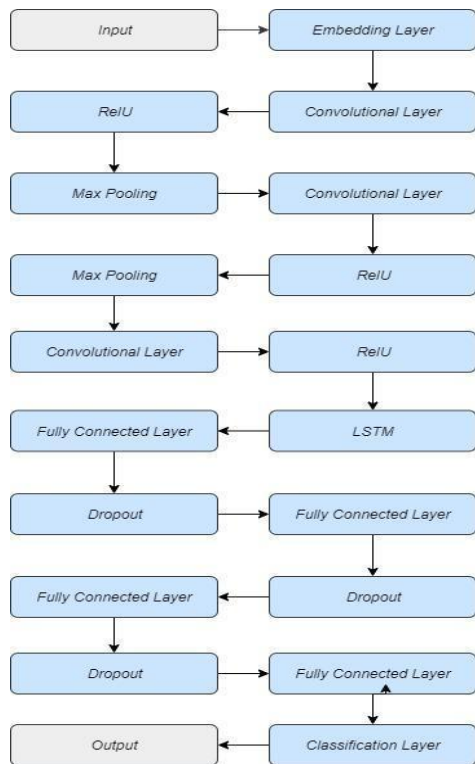 Input
Embedding Layer
RelU
Convolutional Layer
Max Pooling
Convolutional Layer
Max Pooling
RelU
Convolutional Layer
RelU
Fully Connected Layer
LSTM
Dropout
Fully Connected Layer
Fully Connected Layer
Dropout
Dropout
Fully Connected Layer
Output
Classification Layer